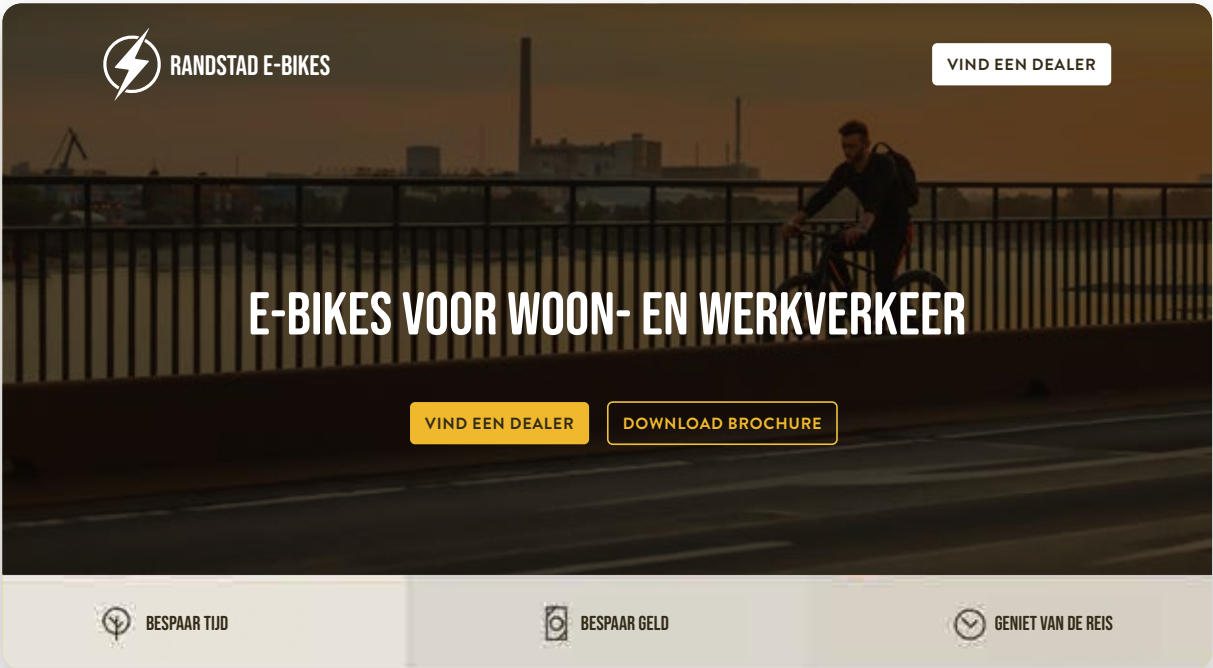 RANDSTAD E-BIKES
VIND EEN DEALER
E-BIKES VOOR WOON- EN WERKVERKEER
VIND EEN DEALER
DOWNLOAD BROCHURE
BESPAAR TIJD
BESPAAR GELD
GENIET VAN DE REIS